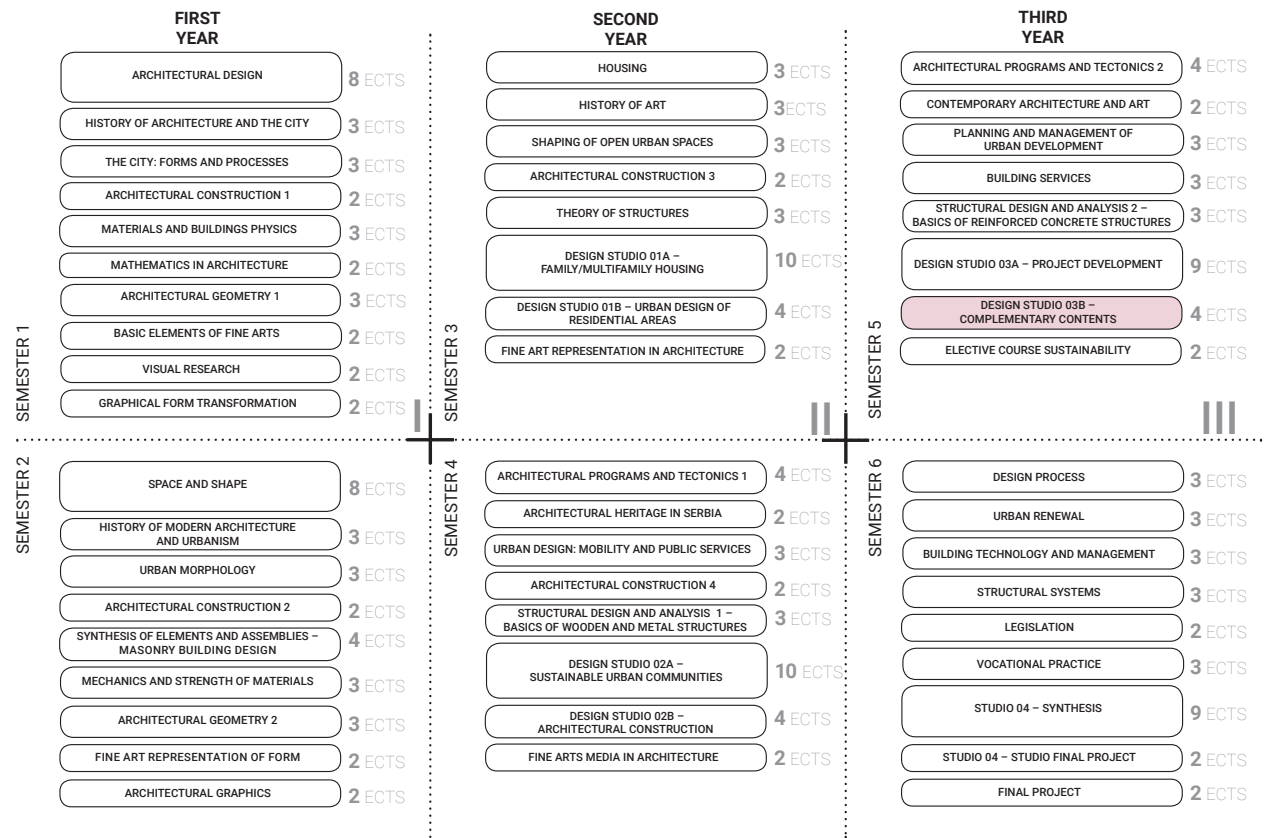 FIRST
YEAR
SEMESTER 1
ARCHITECTURAL DESIGN
8 ECTS
HISTORY OF ARCHITECTURE AND THE CITY
3 ECTS
THE CITY: FORMS AND PROCESSES
3 ECTS
ARCHITECTURAL CONSTRUCTION 1
2 ECTS
MATERIALS AND BUILDINGS PHYSICS
3 ECTS
MATHEMATICS IN ARCHITECTURE
2 ECTS
ARCHITECTURAL GEOMETRY 1
3 ECTS
BASIC ELEMENTS OF FINE ARTS
2 ECTS
VISUAL RESEARCH
2 ECTS
GRAPHICAL FORM TRANSFORMATION
2 ECTS
I
SEMESTER 2
SPACE AND SHAPE
8 ECTS
HISTORY OF MODERN ARCHITECTURE
AND URBANISM
3 ECTS
URBAN MORPHOLOGY
3 ECTS
ARCHITECTURAL CONSTRUCTION 2
2 ECTS
SYNTHESIS OF ELEMENTS AND ASSEMBLIES –
MASONRY BUILDING DESIGN
4 ECTS
MECHANICS AND STRENGTH OF MATERIALS
3 ECTS
ARCHITECTURAL GEOMETRY 2
3 ECTS
FINE ART REPRESENTATION OF FORM
2 ECTS
ARCHITECTURAL GRAPHICS
2 ECTS
SECOND
YEAR
SEMESTER 3
HOUSING
3 ECTS
HISTORY OF ART
3ECTS
SHAPING OF OPEN URBAN SPACES
3 ECTS
ARCHITECTURAL CONSTRUCTION 3
2 ECTS
THEORY OF STRUCTURES
3 ECTS
DESIGN STUDIO 01A –
FAMILY/MULTIFAMILY HOUSING
10 ECTS
DESIGN STUDIO 01B – URBAN DESIGN OF
RESIDENTIAL AREAS
4 ECTS
FINE ART REPRESENTATION IN ARCHITECTURE
2 ECTS
II
SEMESTER 4
ARCHITECTURAL PROGRAMS AND TECTONICS 1
4 ECTS
ARCHITECTURAL HERITAGE IN SERBIA
2 ECTS
URBAN DESIGN: MOBILITY AND PUBLIC SERVICES
3 ECTS
ARCHITECTURAL CONSTRUCTION 4
2 ECTS
STRUCTURAL DESIGN AND ANALYSIS 1 –
BASICS OF WOODEN AND METAL STRUCTURES
3 ECTS
DESIGN STUDIO 02A –
SUSTAINABLE URBAN COMMUNITIES
10 ECTS
DESIGN STUDIO 02B –
ARCHITECTURAL CONSTRUCTION
4 ECTS
FINE ARTS MEDIA IN ARCHITECTURE
2 ECTS
THIRD
YEAR
SEMESTER 5
ARCHITECTURAL PROGRAMS AND TECTONICS 2
4 ECTS
CONTEMPORARY ARCHITECTURE AND ART
2 ECTS
PLANNING AND MANAGEMENT OF
URBAN DEVELOPMENT
3 ECTS
BUILDING SERVICES
3 ECTS
STRUCTURAL DESIGN AND ANALYSIS 2 –
BASICS OF REINFORCED CONCRETE STRUCTURES
3 ECTS
DESIGN STUDIO 03A – PROJECT DEVELOPMENT
9 ECTS
DESIGN STUDIO 03B –
COMPLEMENTARY CONTENTS
4 ECTS
ELECTIVE COURSE SUSTAINABILITY
2 ECTS
III
SEMESTER 6
DESIGN PROCESS
3 ECTS
URBAN RENEWAL
3 ECTS
BUILDING TECHNOLOGY AND MANAGEMENT
3 ECTS
STRUCTURAL SYSTEMS
3 ECTS
LEGISLATION
2 ECTS
VOCATIONAL PRACTICE
3 ECTS
STUDIO 04 – SYNTHESIS
9 ECTS
STUDIO 04 – STUDIO FINAL PROJECT
2 ECTS
FINAL PROJECT
2 ECTS